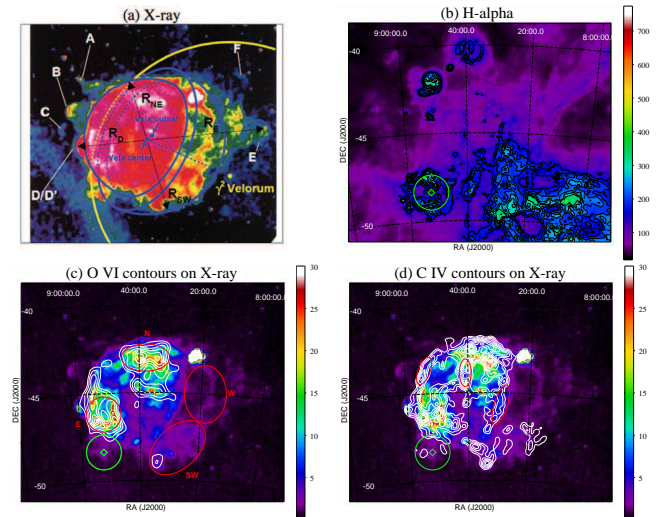 (a) X-ray
A
B
C
D/D'
F
E
R_NE
R_D
R_E
R_SW
Vela pulsar
Vela center
γ² Velorum
(b) H-alpha
9:00:00.0
40:00.0
20:00.0
8:00:00.0
-40
-45
-50
DEC (J2000)
RA (J2000)
700
600
500
400
300
200
100
(c) O VI contours on X-ray
9:00:00.0
40:00.0
20:00.0
8:00:00.0
-40
-45
-50
N
E
W
SW
DEC (J2000)
RA (J2000)
30
25
20
15
10
5
(d) C IV contours on X-ray
9:00:00.0
40:00.0
20:00.0
8:00:00.0
-40
-45
-50
DEC (J2000)
RA (J2000)
30
25
20
15
10
5